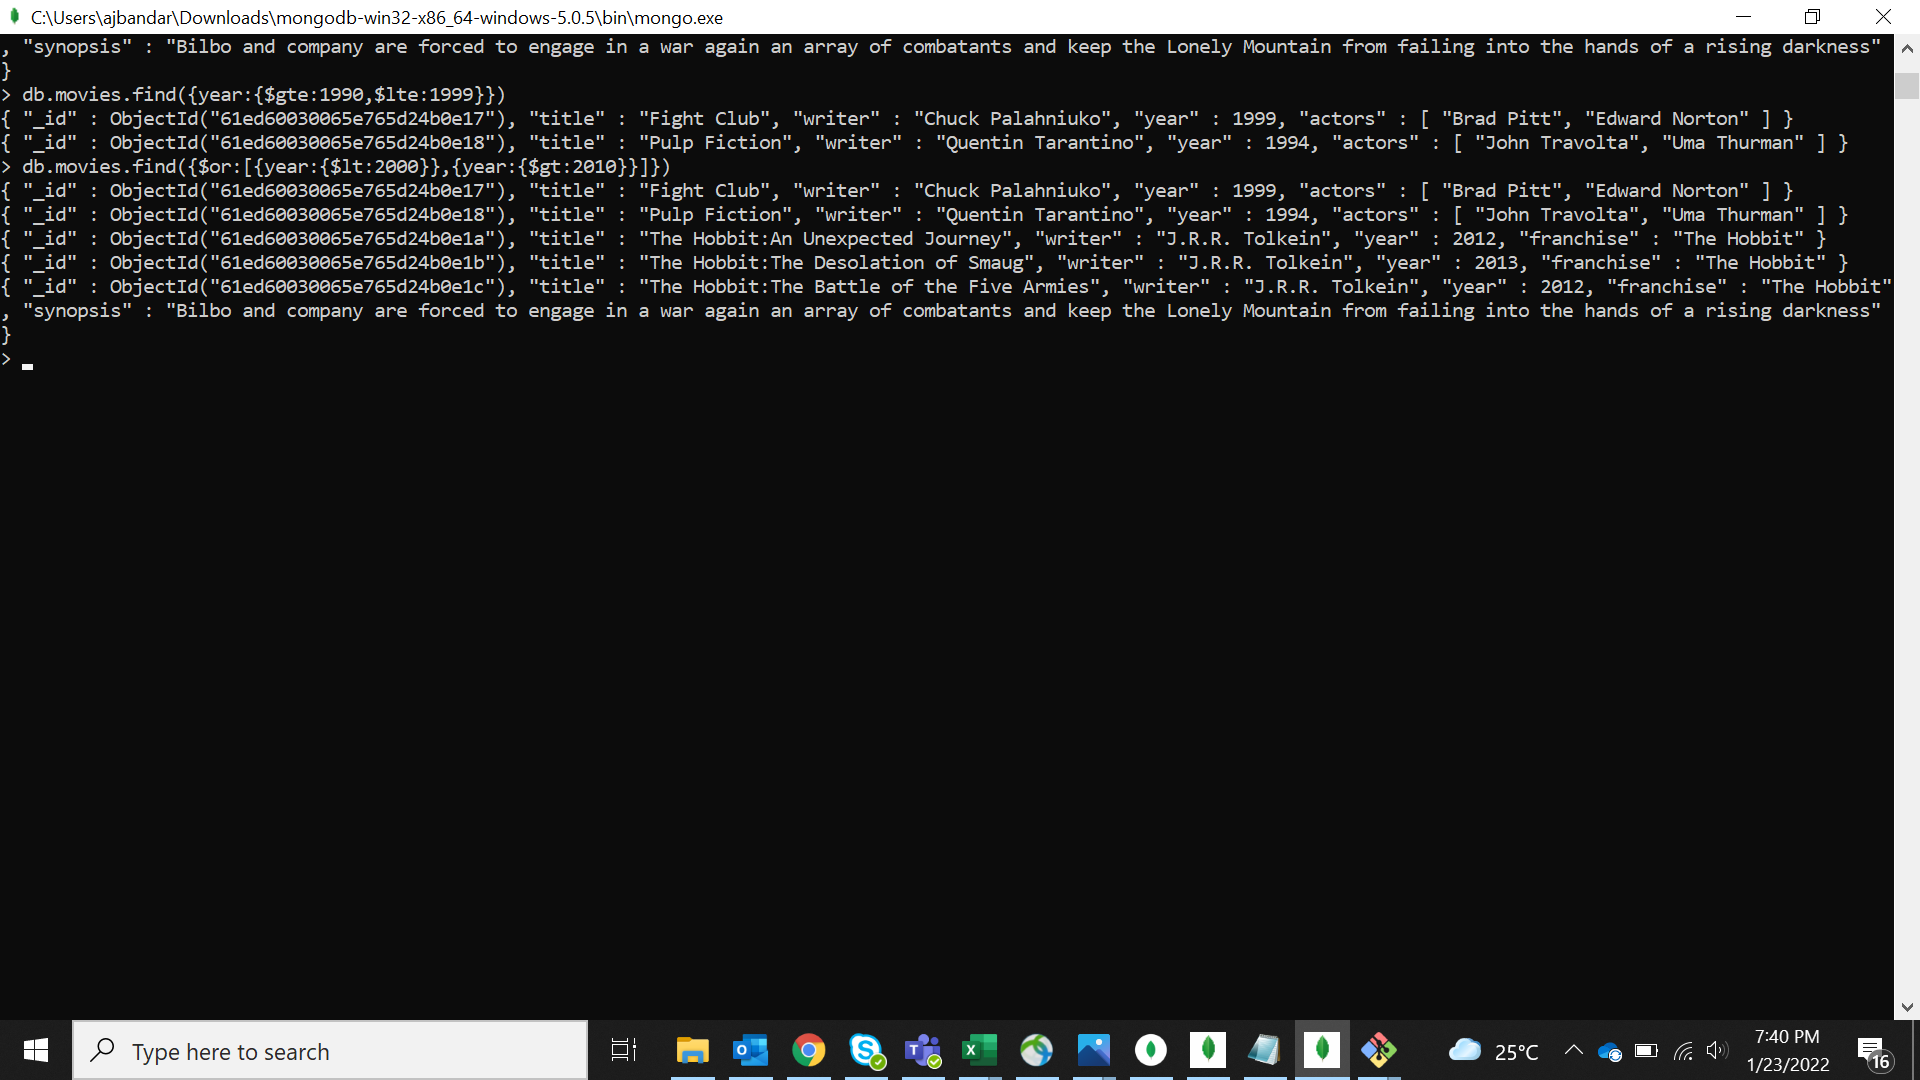 C:\Users\ajbandar\Downloads\mongodb-win32-x86_64-windows-5.0.5\bin\mongo.exe
, "synopsis" : "Bilbo and company are forced to engage in a war again an array of combatants and keep the Lonely Mountain from failing into the hands of a rising darkness"
}
> db.movies.find({year:{$gte:1990,$lte:1999}})
{ "_id" : ObjectId("61ed60030065e765d24b0e17"), "title" : "Fight Club", "writer" : "Chuck Palahniuko", "year" : 1999, "actors" : [ "Brad Pitt", "Edward Norton" ] }
{ "_id" : ObjectId("61ed60030065e765d24b0e18"), "title" : "Pulp Fiction", "writer" : "Quentin Tarantino", "year" : 1994, "actors" : [ "John Travolta", "Uma Thurman" ] }
> db.movies.find({$or:[{year:{$lt:2000}},{year:{$gt:2010}}]})
{ "_id" : ObjectId("61ed60030065e765d24b0e17"), "title" : "Fight Club", "writer" : "Chuck Palahniuko", "year" : 1999, "actors" : [ "Brad Pitt", "Edward Norton" ] }
{ "_id" : ObjectId("61ed60030065e765d24b0e18"), "title" : "Pulp Fiction", "writer" : "Quentin Tarantino", "year" : 1994, "actors" : [ "John Travolta", "Uma Thurman" ] }
{ "_id" : ObjectId("61ed60030065e765d24b0e1a"), "title" : "The Hobbit:An Unexpected Journey", "writer" : "J.R.R. Tolkein", "year" : 2012, "franchise" : "The Hobbit" }
{ "_id" : ObjectId("61ed60030065e765d24b0e1b"), "title" : "The Hobbit:The Desolation of Smaug", "writer" : "J.R.R. Tolkein", "year" : 2013, "franchise" : "The Hobbit" }
{ "_id" : ObjectId("61ed60030065e765d24b0e1c"), "title" : "The Hobbit:The Battle of the Five Armies", "writer" : "J.R.R. Tolkein", "year" : 2012, "franchise" : "The Hobbit"
, "synopsis" : "Bilbo and company are forced to engage in a war again an array of combatants and keep the Lonely Mountain from failing into the hands of a rising darkness"
}
>
Type here to search
25°C
7:40 PM
1/23/2022
16